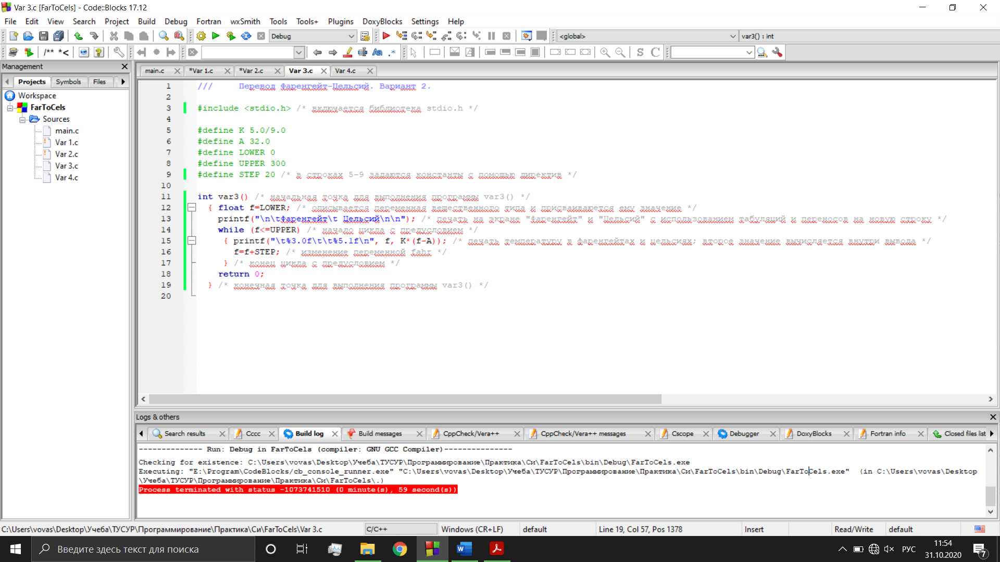 Var 3.c [FarToCels] - Code::Blocks 17.12
File Edit View Search Project Build Debug Fortran wxSmith Tools Tools+ Plugins DoxyBlocks Settings Help
Debug
<global>
var3() : int
/** *<
Aa
.*
S
C
Management
Projects Symbols Files
Workspace
FarToCels
Sources
main.c
Var 1.c
Var 2.c
Var 3.c
Var 4.c
main.c *Var 1.c *Var 2.c Var 3.c Var 4.c
1 /// Перевод Фаренгейт-Цельсий. Вариант 2.
2
3 #include <stdio.h> /* включается библиотека stdio.h */
4
5 #define K 5.0/9.0
6 #define A 32.0
7 #define LOWER 0
8 #define UPPER 300
9 #define STEP 20 /* в строках 5-9 задаются константы с помощью директив */
10
11 int var3() /* начальная точка для выполнения программы var3() */
12 { float f=LOWER; /* описывается переменная вещественного типа и присваивается ему значение */
13 printf("\n\tфаренгейт\t Цельсий\n\n"); /* печать на экране "фаренгейт" и "Цельсий" с использованием табуляций и переносов на новую строку */
14 while (f<=UPPER) /* начало цикла с предусловием */
15 { printf("\t%3.0f\t\t%5.1f\n", f, K*(f-A)); /* печать температуру в фаренгейтах и цельсиях; второе значение вычисляется внутри вывода */
16 f=f+STEP; /* изменение переменной fahr */
17 } /* конец цикла с предусловием */
18 return 0;
19 } /* конечная точка для выполнения программы var3() */
20
Logs & others
Search results Cccc Build log Build messages CppCheck/Vera++ CppCheck/Vera++ messages Cscope Debugger DoxyBlocks Fortran info Closed files list
-------------- Run: Debug in FarToCels (compiler: GNU GCC Compiler)---------------
Checking for existence: C:\Users\vovas\Desktop\Учеба\ТУСУР\Программирование\Практика\Си\FarToCels\bin\Debug\FarToCels.exe
Executing: "E:\Program\CodeBlocks/cb_console_runner.exe" "C:\Users\vovas\Desktop\Учеба\ТУСУР\Программирование\Практика\Си\FarToCels\bin\Debug\FarToCels.exe" (in C:\Users\vovas\Desktop
\Учеба\ТУСУР\Программирование\Практика\Си\FarToCels\.)
Process terminated with status -1073741510 (0 minute(s), 59 second(s))
C:\Users\vovas\Desktop\Учеба\ТУСУР\Программирование\Практика\Си\FarToCels\Var 3.c C/C++ Windows (CR+LF) default Line 19, Col 57, Pos 1378 Insert Read/Write default
Введите здесь текст для поиска
РУС
11:54
31.10.2020
7